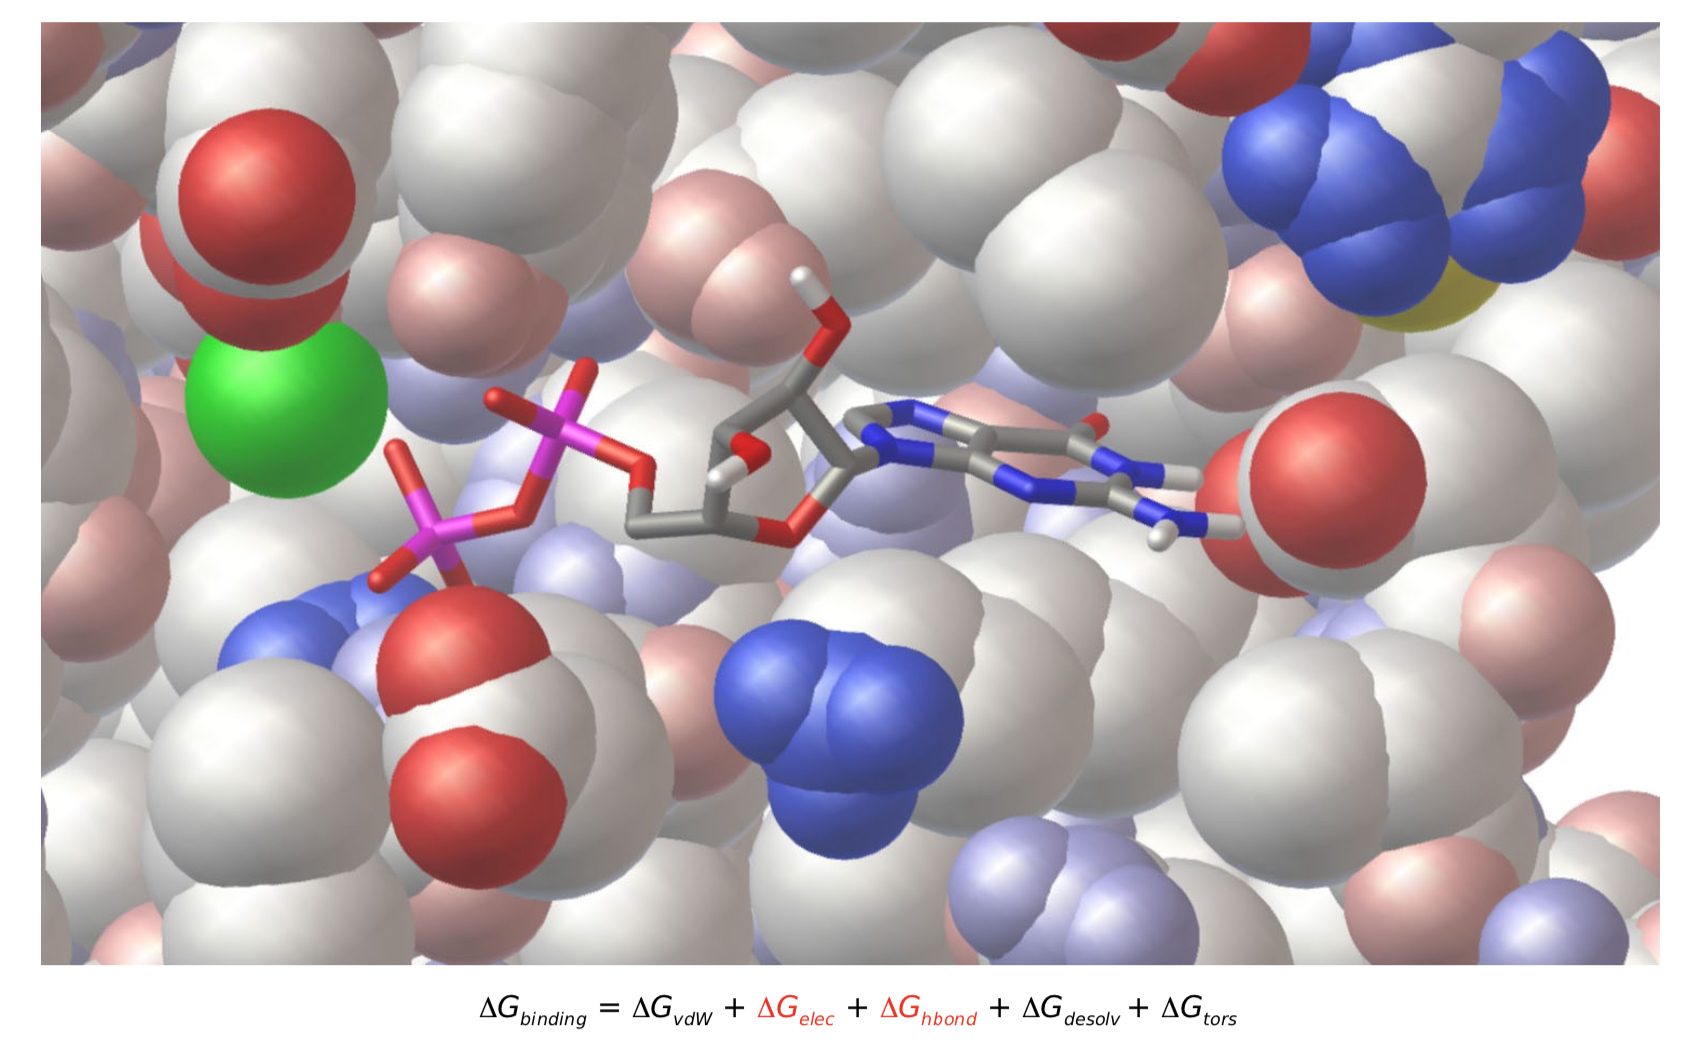 ΔG_binding = ΔG_vdW + ΔG_elec + ΔG_hbond + ΔG_desolv + ΔG_tors